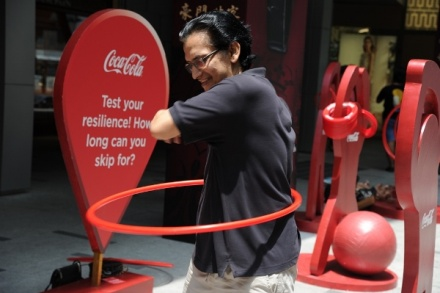 Coca-Cola
Test your
resilience! How
long can you
skip for?